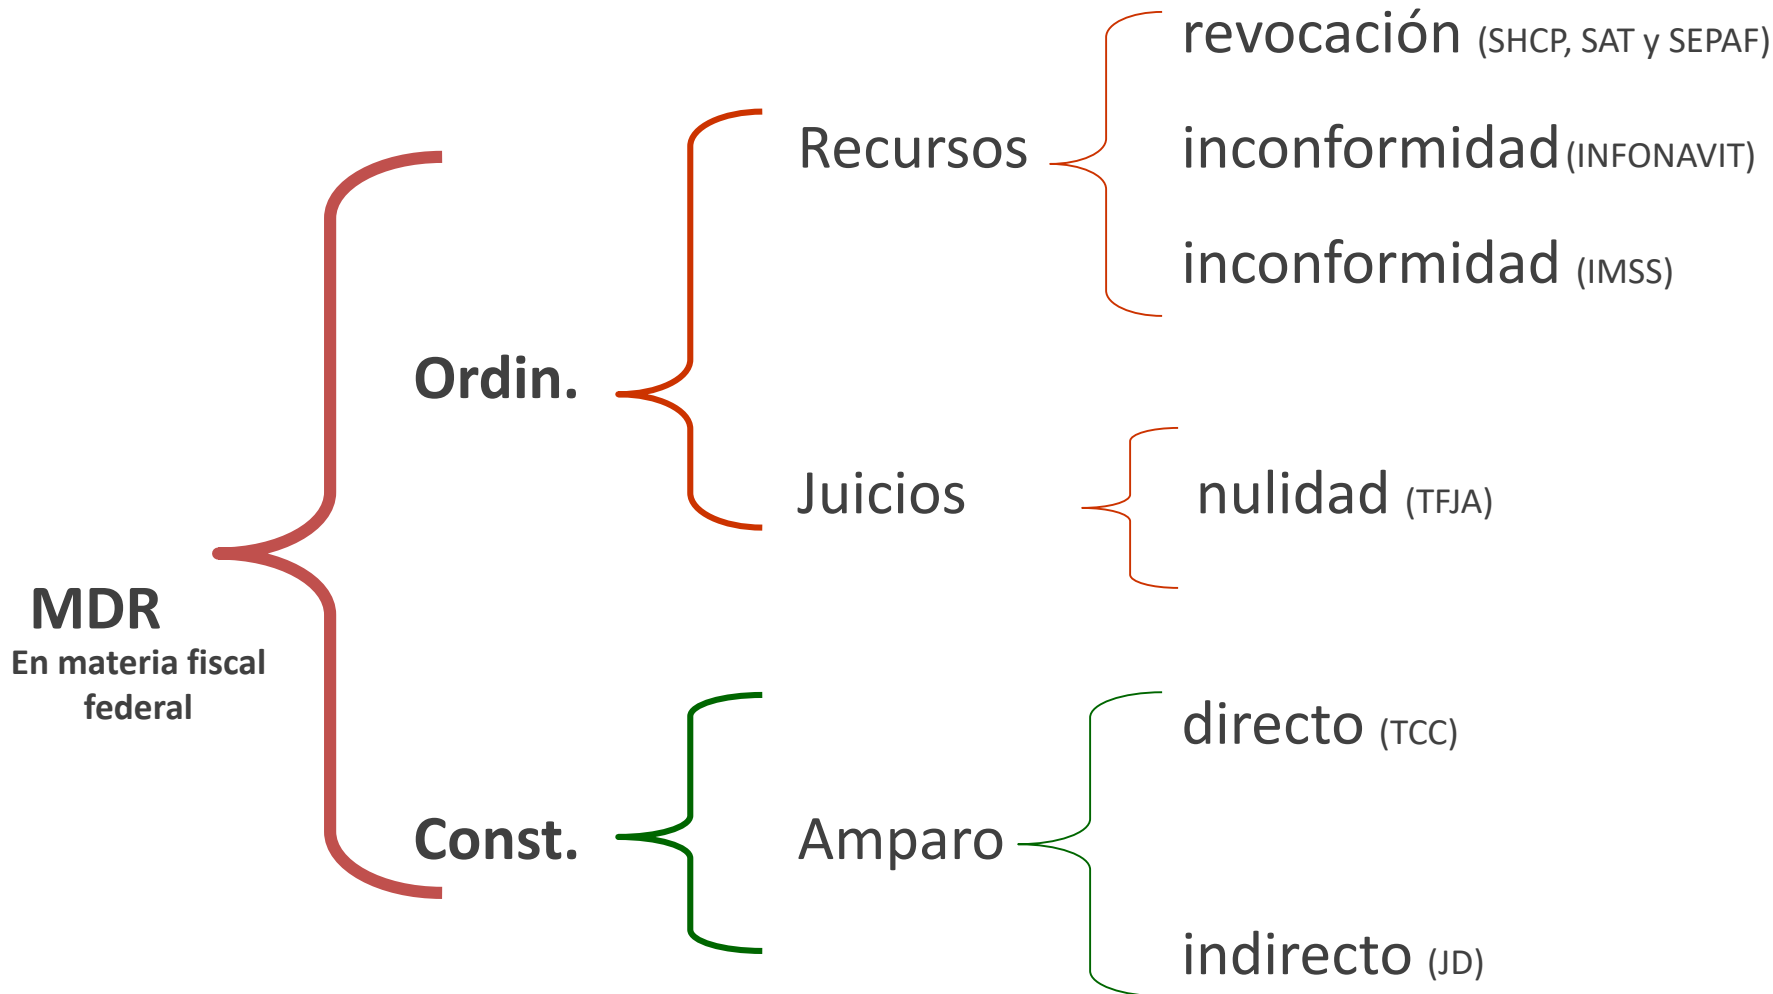 MDR
En materia fiscal
federal
Ordin.
Recursos
revocación (SHCP, SAT y SEPAF)
inconformidad (INFONAVIT)
inconformidad (IMSS)
Juicios
nulidad (TFJA)
Const.
Amparo
directo (TCC)
indirecto (JD)